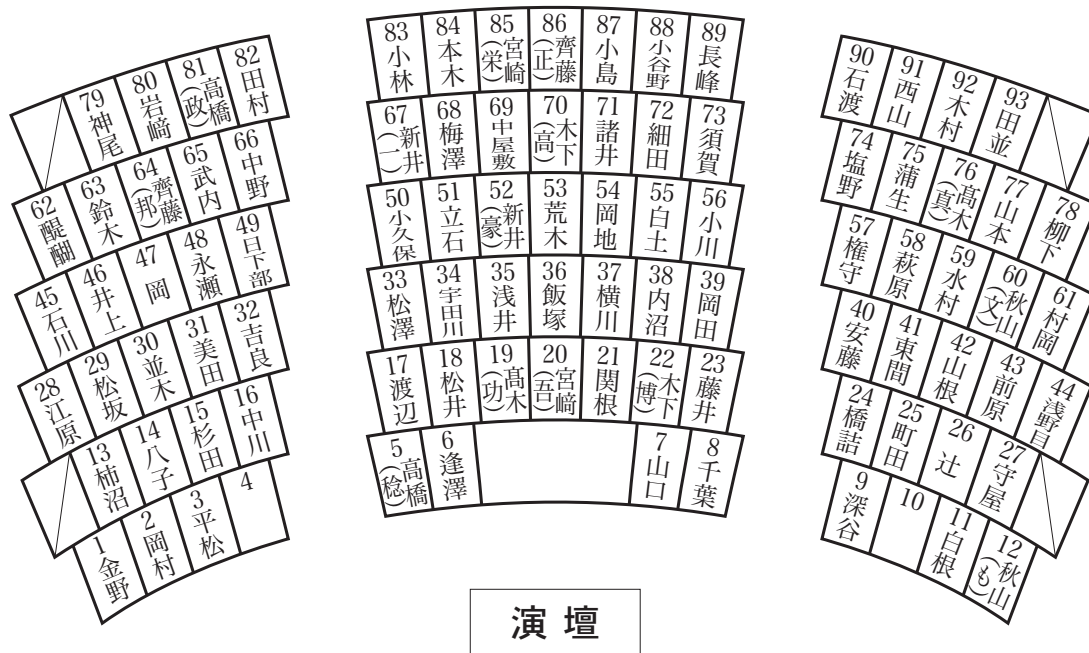 79 神尾
80 岩﨑
81 高橋(政)
82 田村
83 小林
84 本木
85 宮崎(栄)
86 齊藤(正)
87 小島
88 小谷野
89 長峰
90 石渡
91 西山
92 木村
93 田並
62 醍醐
63 鈴木
64 齊藤(邦)
65 武内
66 中野
67 新井(一)
68 梅澤
69 中屋敷
70 木下(高)
71 諸井
72 細田
73 須賀
74 塩野
75 蒲生
76 髙木(真)
77 山本
78 柳下
45 石川
46 井上
47 岡
48 永瀬
49 日下部
50 小久保
51 立石
52 新井(豪)
53 荒木
54 岡地
55 白土
56 小川
57 権守
58 萩原
59 水村
60 秋山(文)
61 村岡
28 江原
29 松坂
30 並木
31 美田
32 吉良
33 松澤
34 宇田川
35 浅井
36 飯塚
37 横川
38 内沼
39 岡田
40 安藤
41 東間
42 山根
43 前原
44 浅野目
13 柿沼
14 八子
15 杉田
16 中川
17 渡辺
18 松井
19 髙木(功)
20 宮﨑(吾)
21 関根
22 木下(博)
23 藤井
24 橋詰
25 町田
26 辻
27 守屋
1 金野
2 岡村
3 平松
4
5 高橋(稔)
6 逢澤
7 山口
8 千葉
9 深谷
10
11 白根
12 秋山(も)
演壇